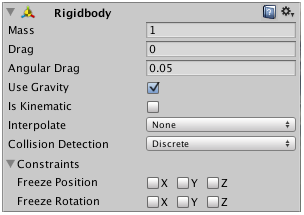 Rigidbody
Mass 1
Drag 0
Angular Drag 0.05
Use Gravity
Is Kinematic
Interpolate None
Collision Detection Discrete
Constraints
Freeze Position X Y Z
Freeze Rotation X Y Z